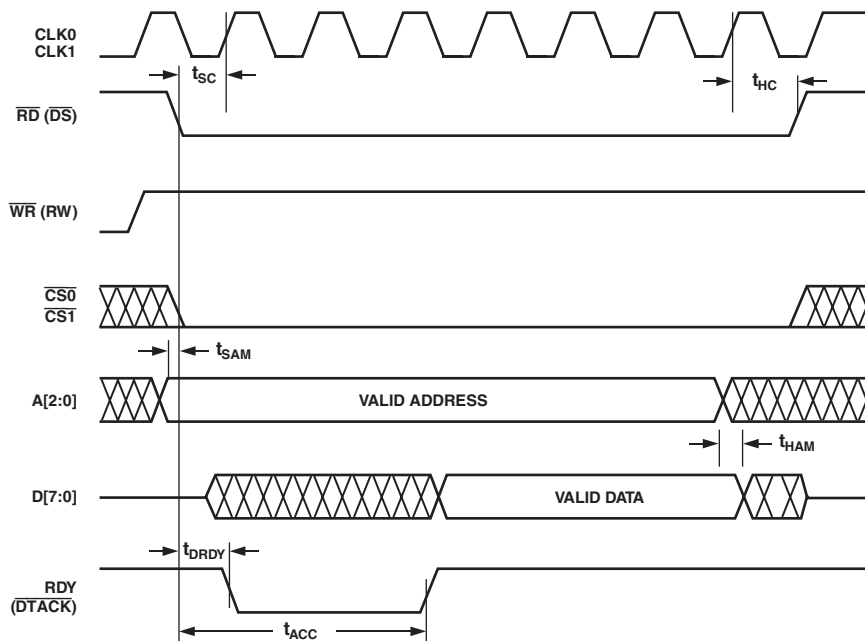 CLK0
CLK1
tSC
tHC
RD (DS)
WR (RW)
CS0
CS1
tSAM
A[2:0]
VALID ADDRESS
tHAM
D[7:0]
VALID DATA
tDRDY
RDY
(DTACK)
tACC